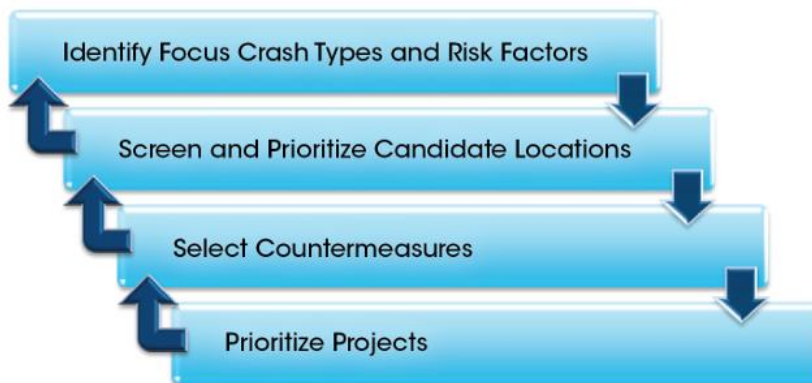 Identify Focus Crash Types and Risk Factors
Screen and Prioritize Candidate Locations
Select Countermeasures
Prioritize Projects